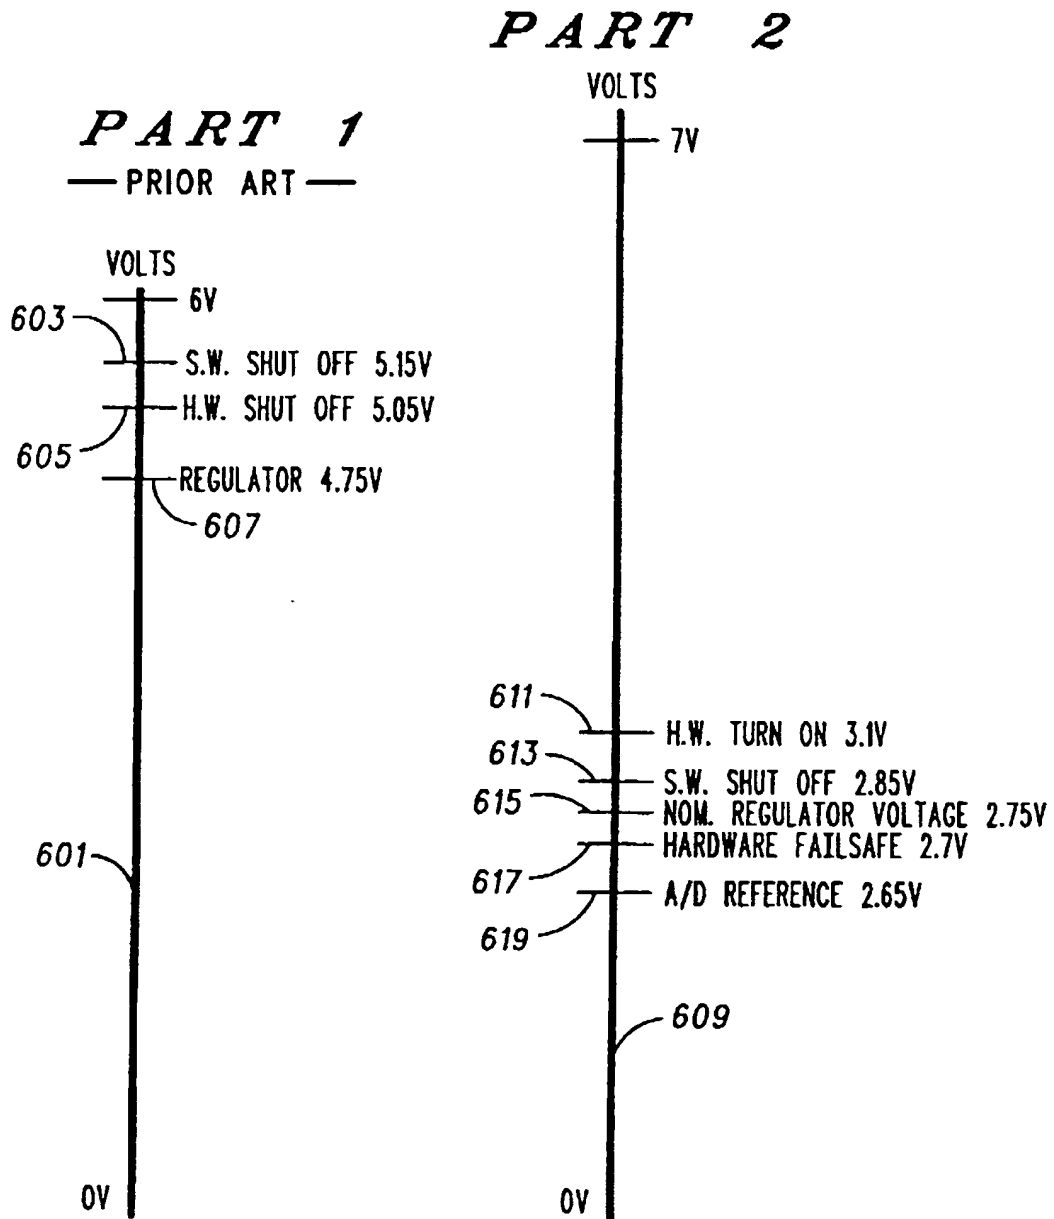 PART 1
PRIOR ART
VOLTS
6V
603
S.W. SHUT OFF 5.15V
H.W. SHUT OFF 5.05V
605
REGULATOR 4.75V
607
601
0V
PART 2
VOLTS
7V
611
H.W. TURN ON 3.1V
613
S.W. SHUT OFF 2.85V
615
NOM. REGULATOR VOLTAGE 2.75V
HARDWARE FAILSAFE 2.7V
617
A/D REFERENCE 2.65V
619
609
0V